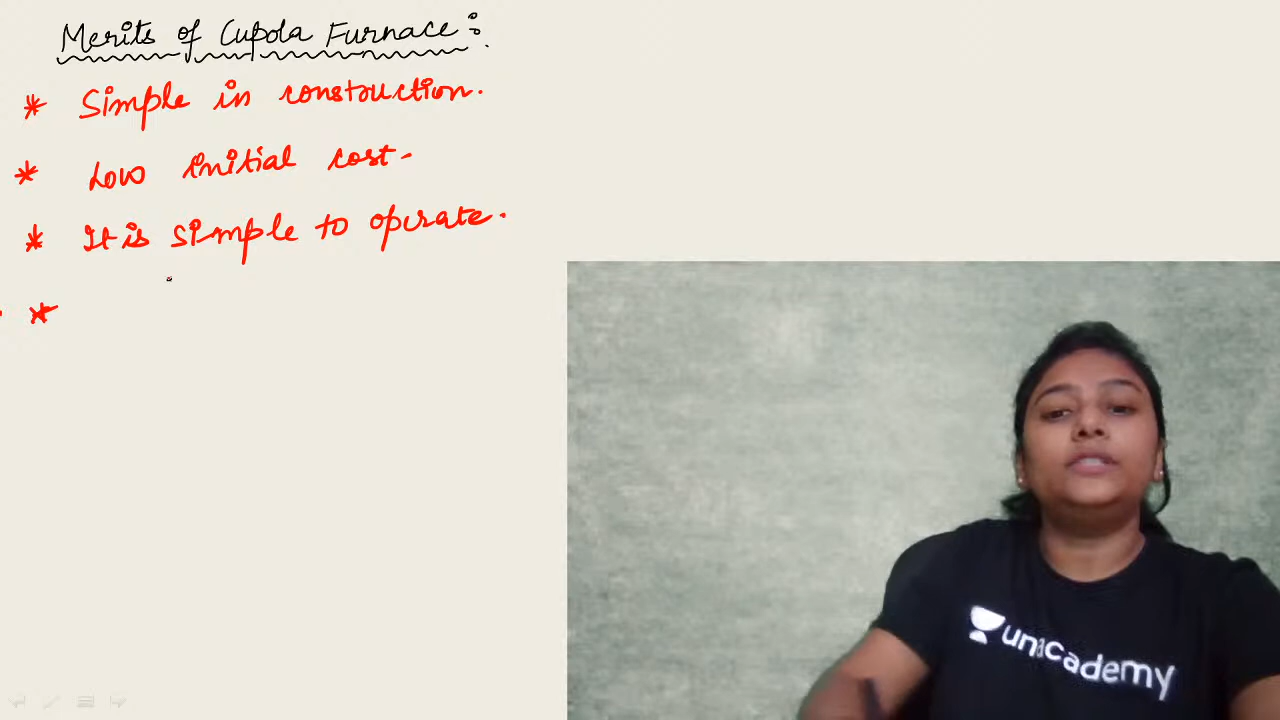 Merits of Cupola Furnace :
* Simple in construction.
* Low initial cost.
* It is simple to operate.
*
unacademy